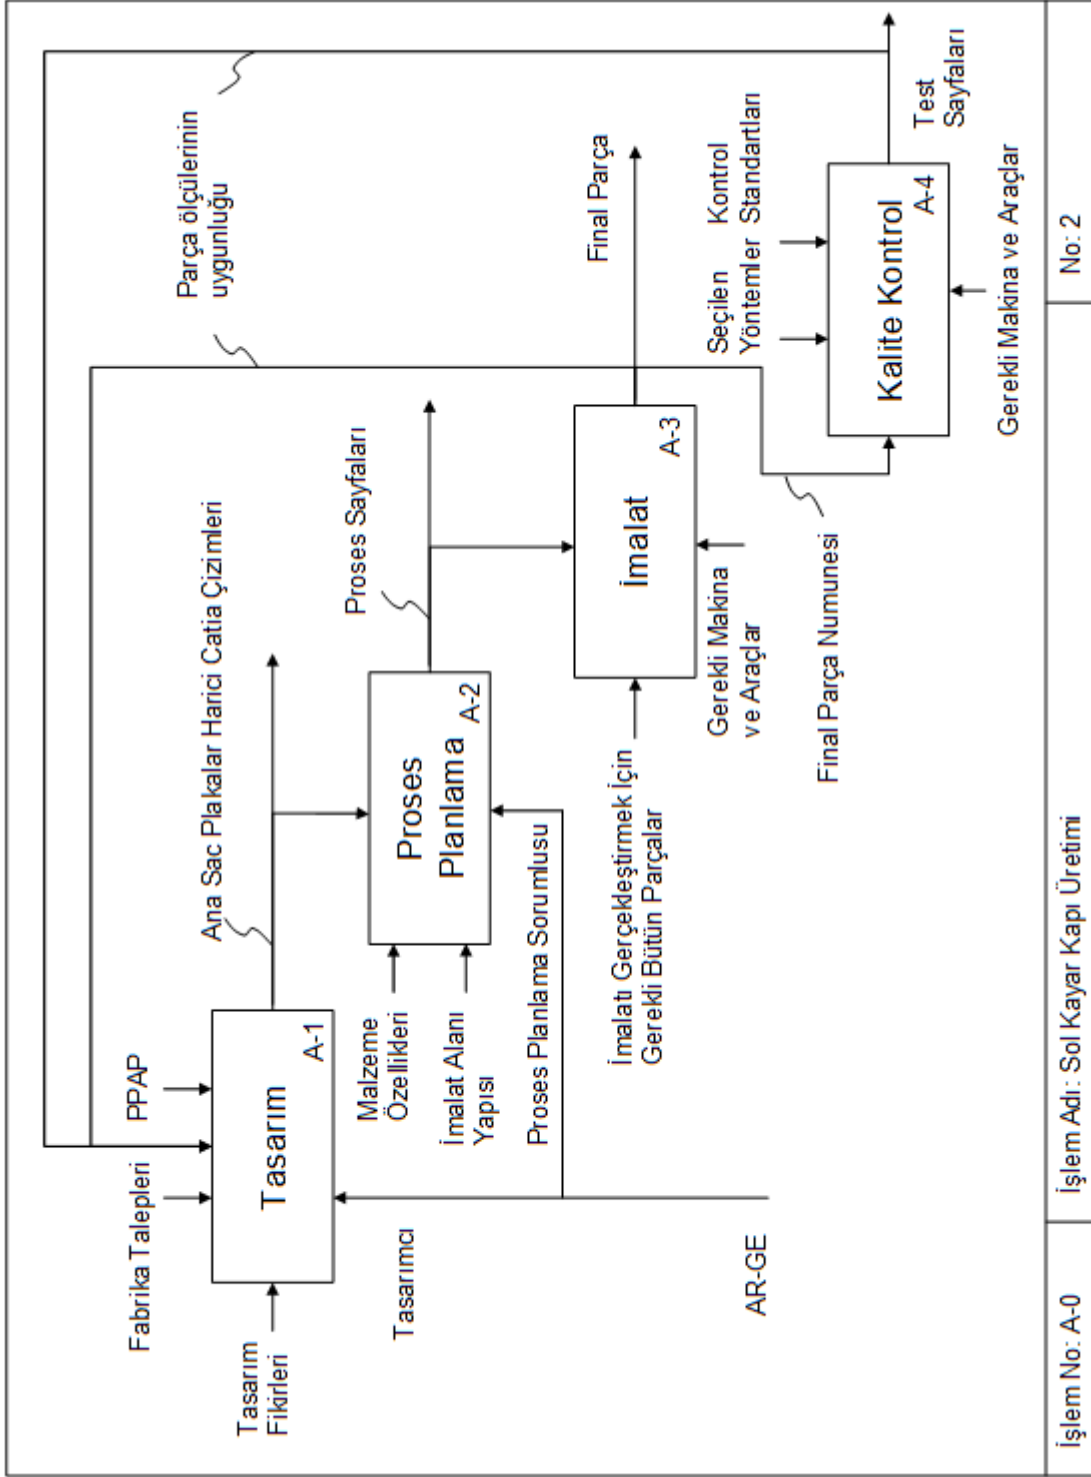 Fabrika Talepleri
PPAP
Parça ölçülerinin
uygunluğu
Tasarım
Fikirleri
Tasarım
A-1
Ana Sac Plakalar Harici Catia Çizimleri
Tasarımcı
Malzeme
Özellikleri
İmalat Alanı
Yapısı
Proses
Planlama
A-2
Proses Sayfaları
Proses Planlama Sorumlusu
AR-GE
İmalatı Gerçekleştirmek İçin
Gerekli Bütün Parçalar
İmalat
A-3
Final Parça
Gerekli Makina
ve Araçlar
Final Parça Numunesi
Seçilen
Yöntemler
Kontrol
Standartları
Kalite Kontrol
A-4
Test
Sayfaları
Gerekli Makina ve Araçlar
İşlem No: A-0
İşlem Adı: Sol Kayar Kapı Üretimi
No: 2